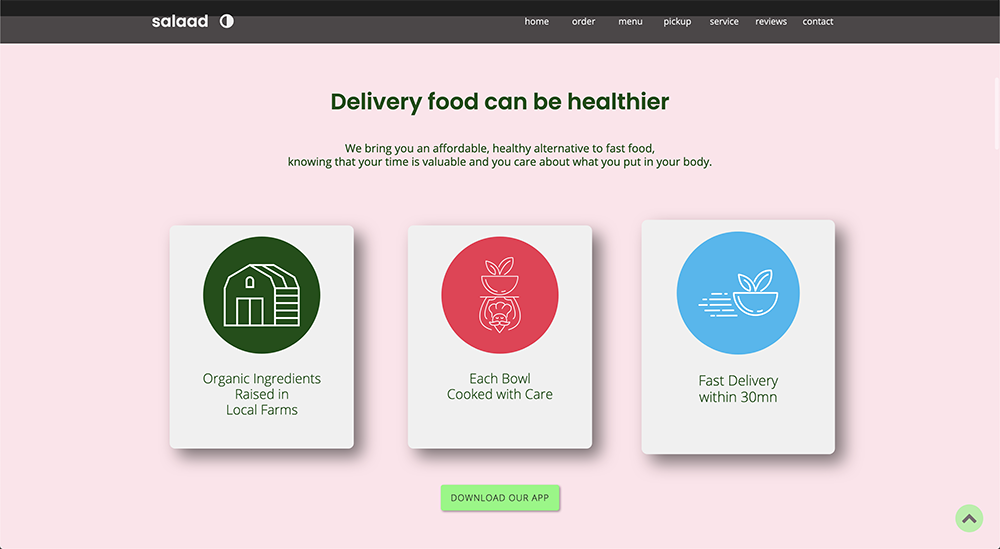 salaad
home order menu pickup service reviews contact
Delivery food can be healthier
We bring you an affordable, healthy alternative to fast food,
knowing that your time is valuable and you care about what you put in your body.
Organic Ingredients
Raised in
Local Farms
Each Bowl
Cooked with Care
Fast Delivery
within 30mn
DOWNLOAD OUR APP